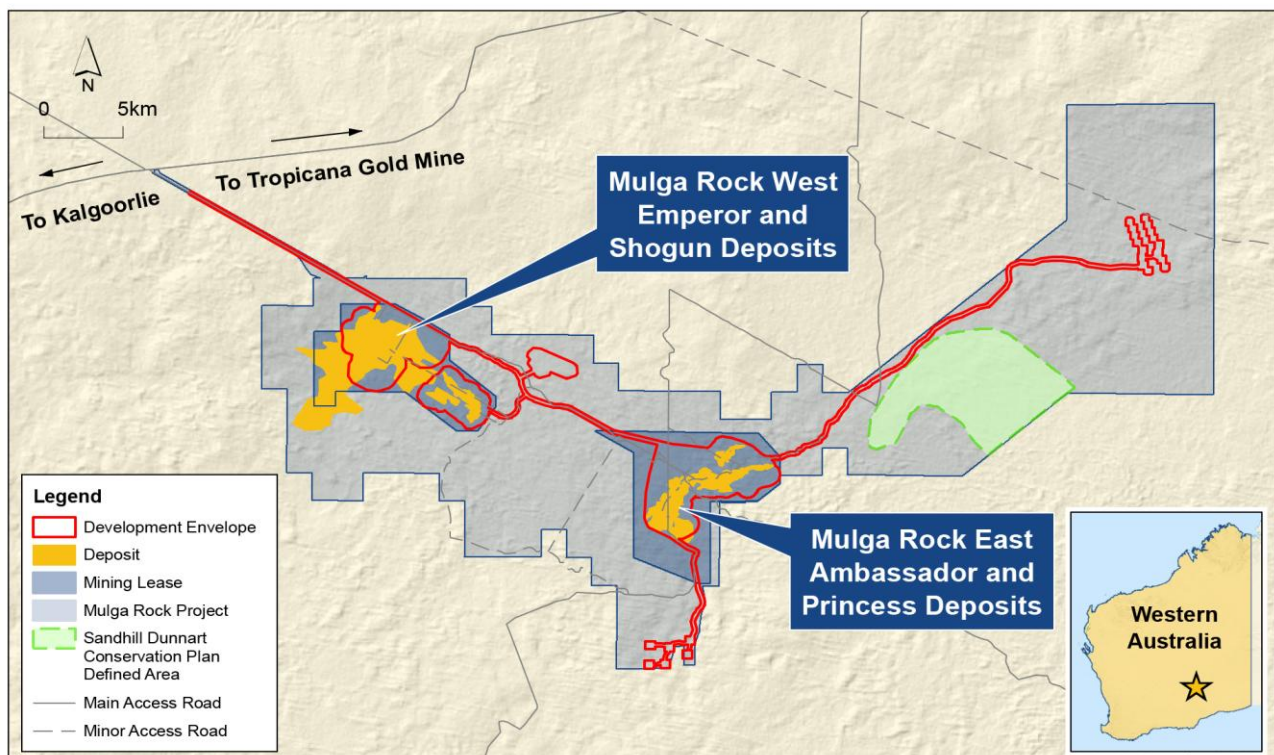 N
0 5km
To Tropicana Gold Mine
To Kalgoorlie
Mulga Rock West
Emperor and
Shogun Deposits
Mulga Rock East
Ambassador and
Princess Deposits
Legend
Development Envelope
Deposit
Mining Lease
Mulga Rock Project
Sandhill Dunnart
Conservation Plan
Defined Area
Main Access Road
Minor Access Road
Western
Australia